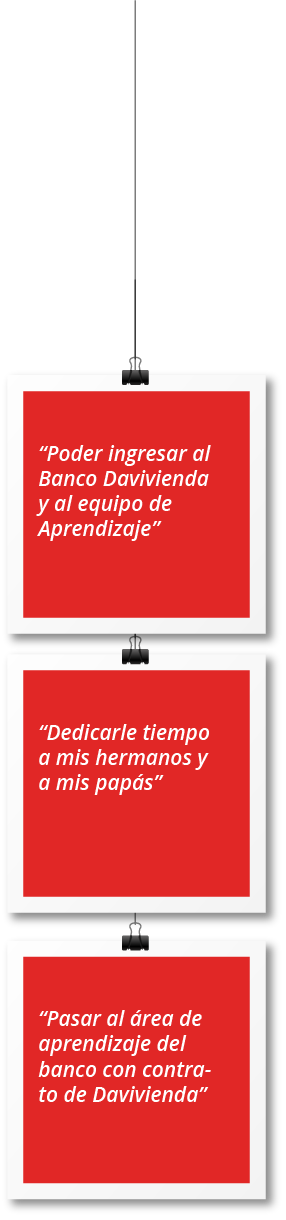 “Poder ingresar al
Banco Davivienda
y al equipo de
Aprendizaje”
“Dedicarle tiempo
a mis hermanos y
a mis papás”
“Pasar al área de
aprendizaje del
banco con contra-
to de Davivienda”